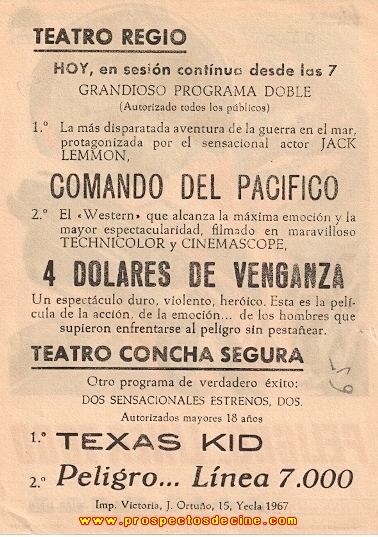 TEATRO REGIO
HOY, en sesión contínua desde las 7
GRANDIOSO PROGRAMA DOBLE
(Autorizado todos los públicos)
1.º La más disparatada aventura de la guerra en el mar,
protagonizada por el sensacional actor JACK
LEMMON,
COMANDO DEL PACIFICO
2.º El «Western» que alcanza la máxima emoción y la
mayor espectacularidad, filmado en maravilloso
TECHNICOLOR y CINEMASCOPE,
4 DOLARES DE VENGANZA
Un espectáculo duro, violento, heróico. Esta es la pelí-
cula de la acción, de la emoción... de los hombres que
supieron enfrentarse al peligro sin pestañear.
TEATRO CONCHA SEGURA
Otro programa de verdadero éxito:
DOS SENSACIONALES ESTRENOS, DOS.
Autorizados mayores 18 años
1.º TEXAS KID
2.º Peligro... Línea 7.000
Imp. Victoria, J. Ortuño, 15, Yecla 1967
www.prospectosdecine.com